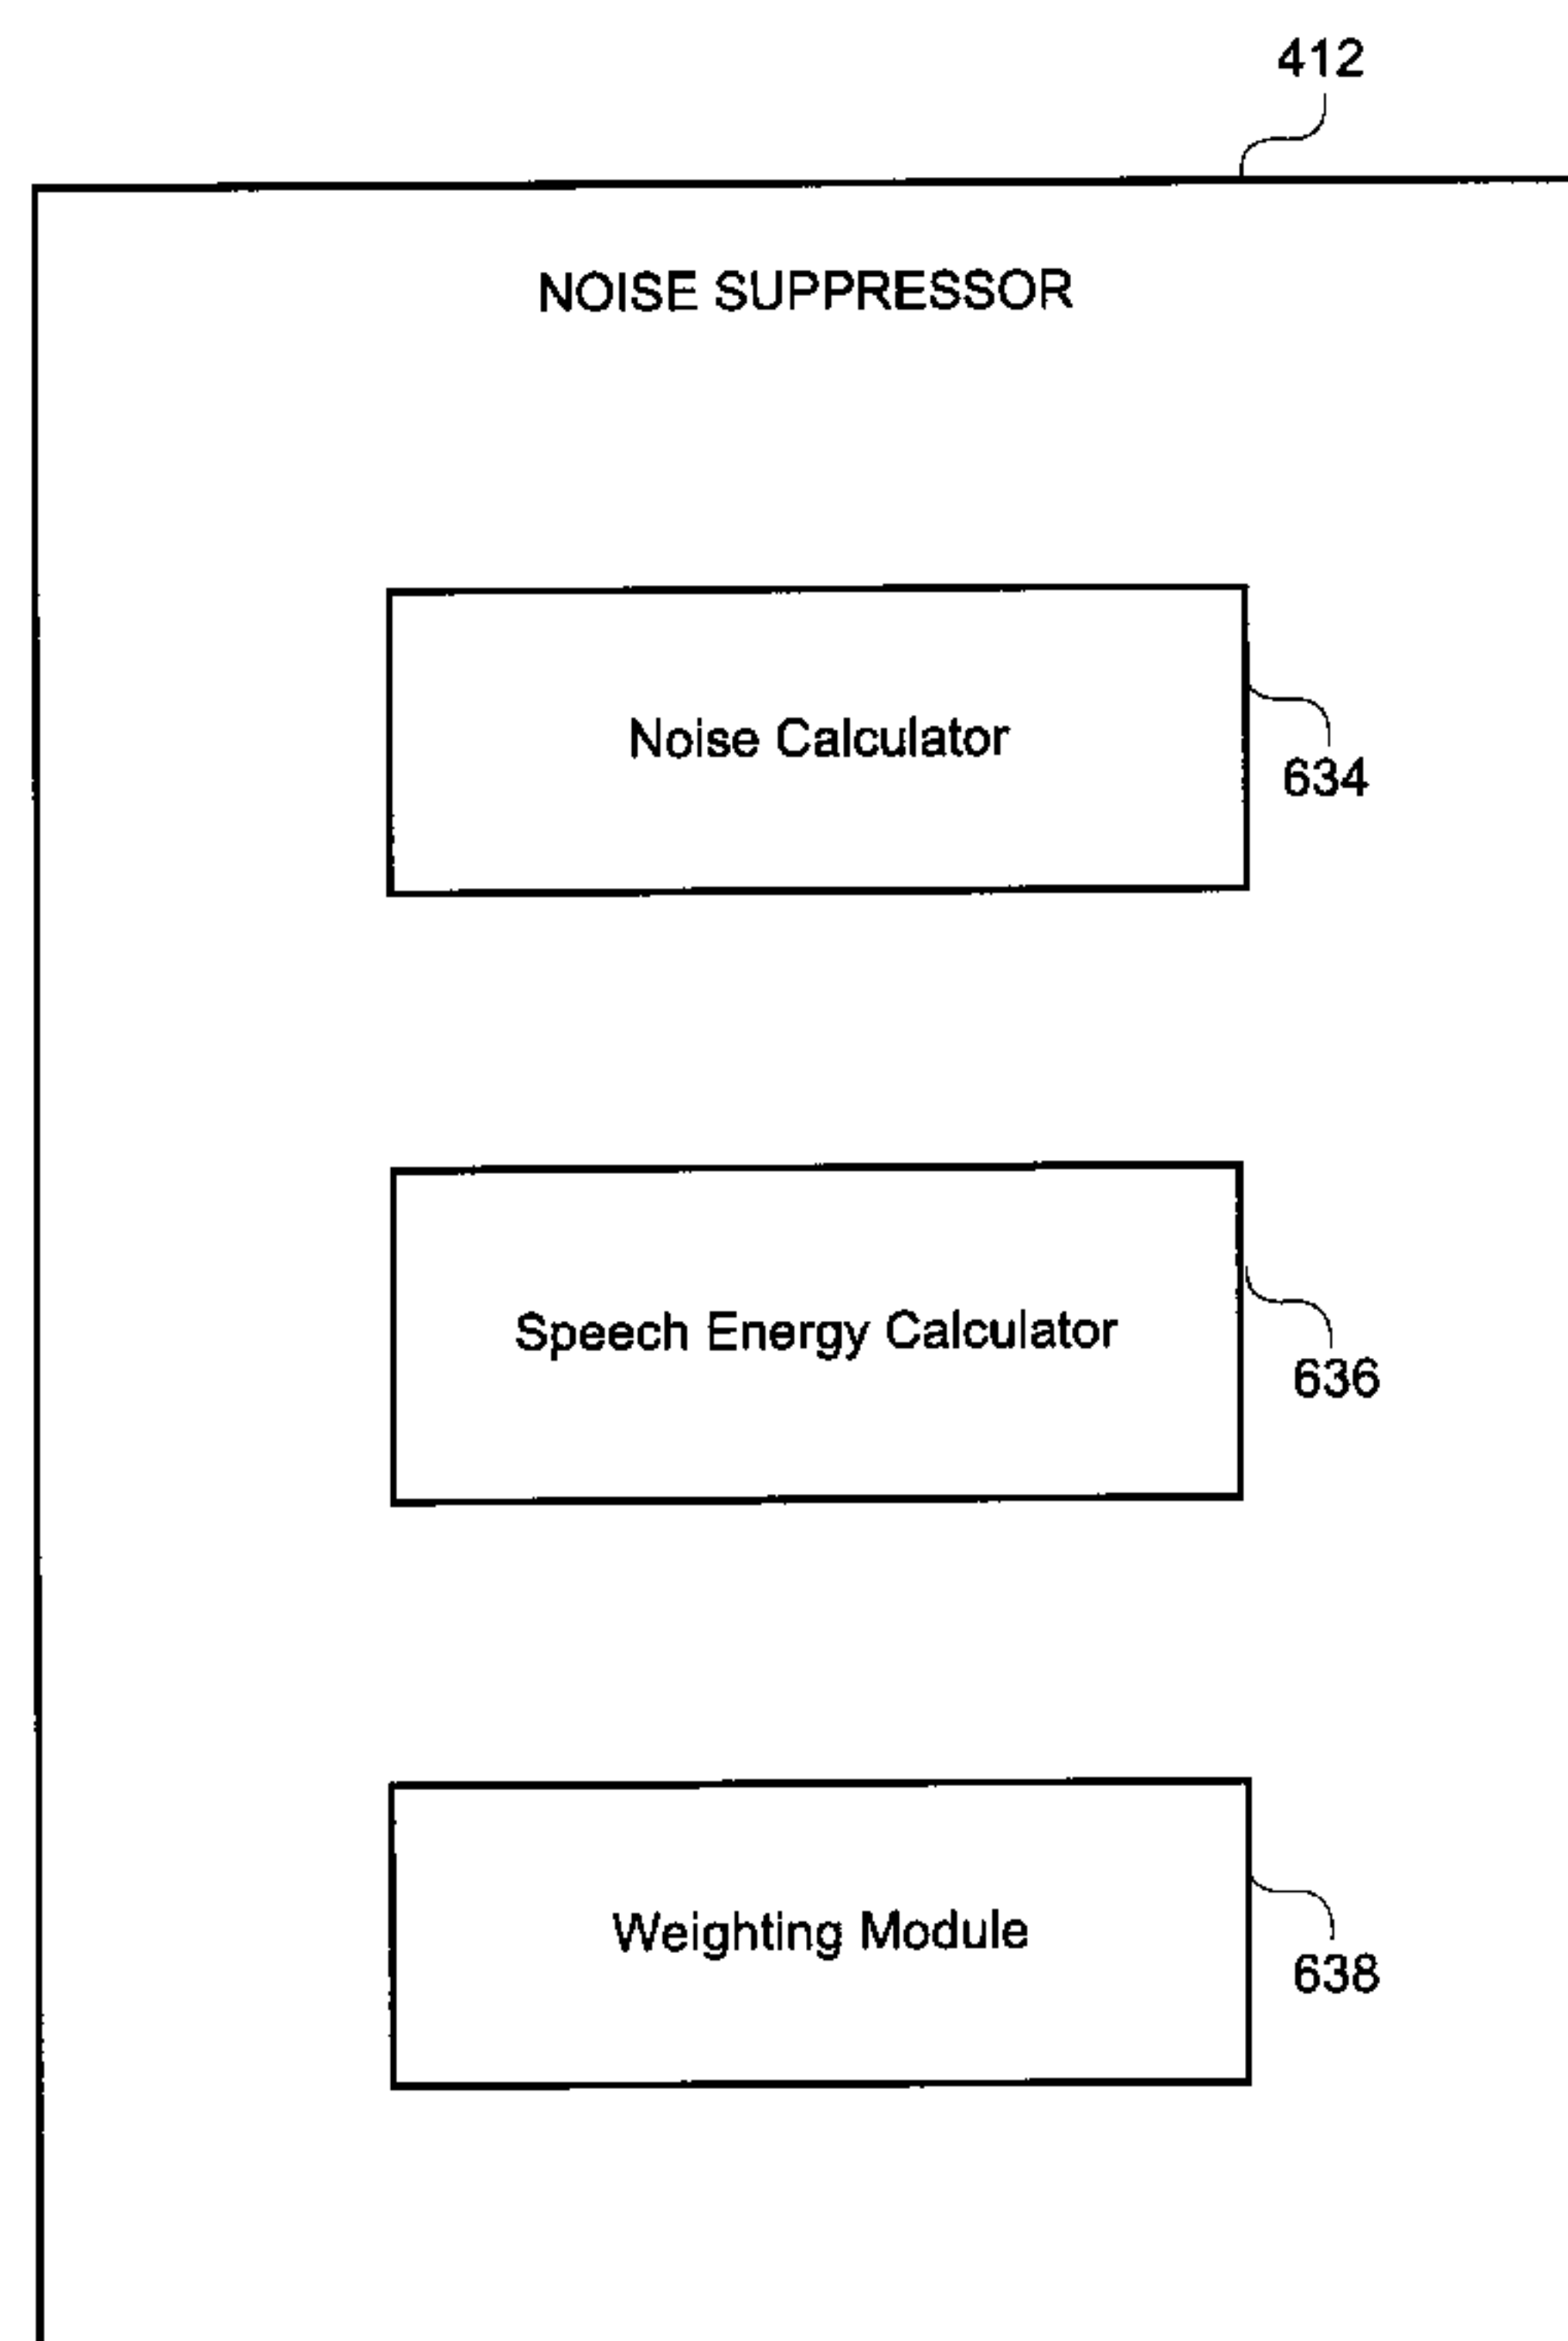 412
NOISE SUPPRESSOR
Noise Calculator
634
Speech Energy Calculator
636
Weighting Module
638